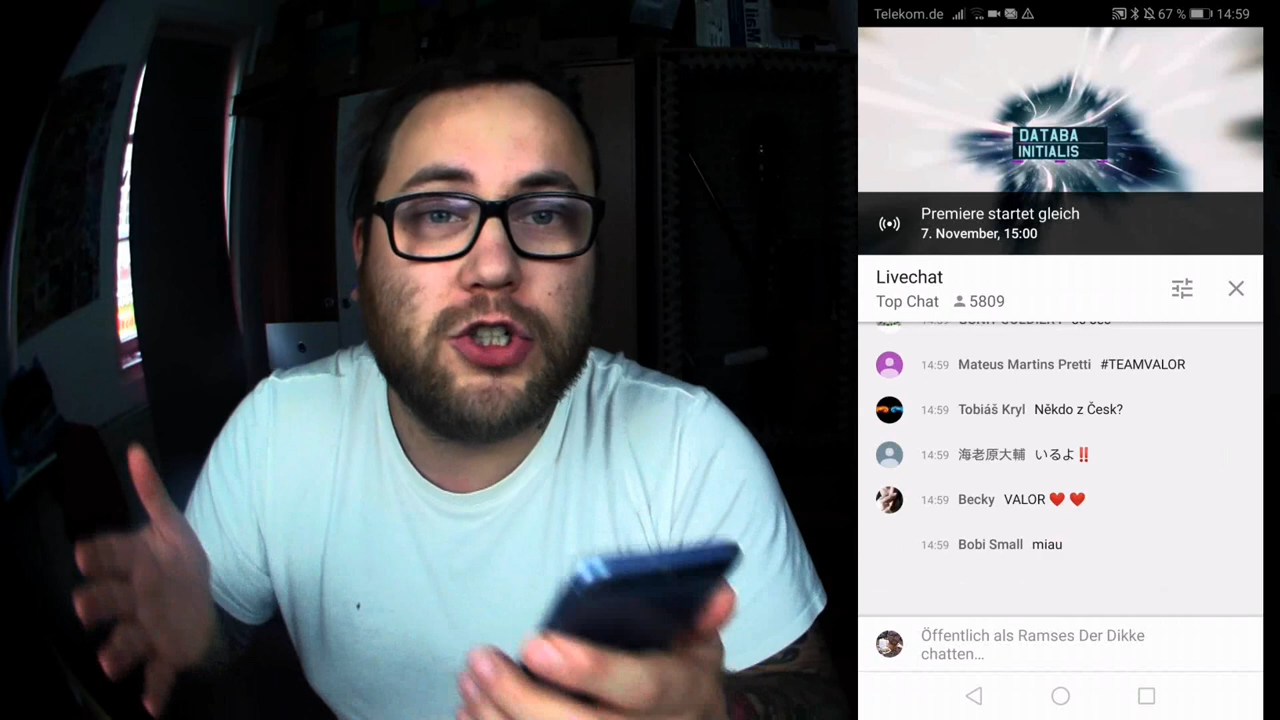 Telekom.de
67 %
14:59
DATABA
INITIALIS
Premiere startet gleich
7. November, 15:00
Livechat
Top Chat 5809
14:59 Mateus Martins Pretti #TEAMVALOR
14:59 Tobiáš Kryl Někdo z Česk?
14:59 海老原大輔 いるよ‼️
14:59 Becky VALOR ❤️ ❤️
14:59 Bobi Small miau
Öffentlich als Ramses Der Dikke
chatten…